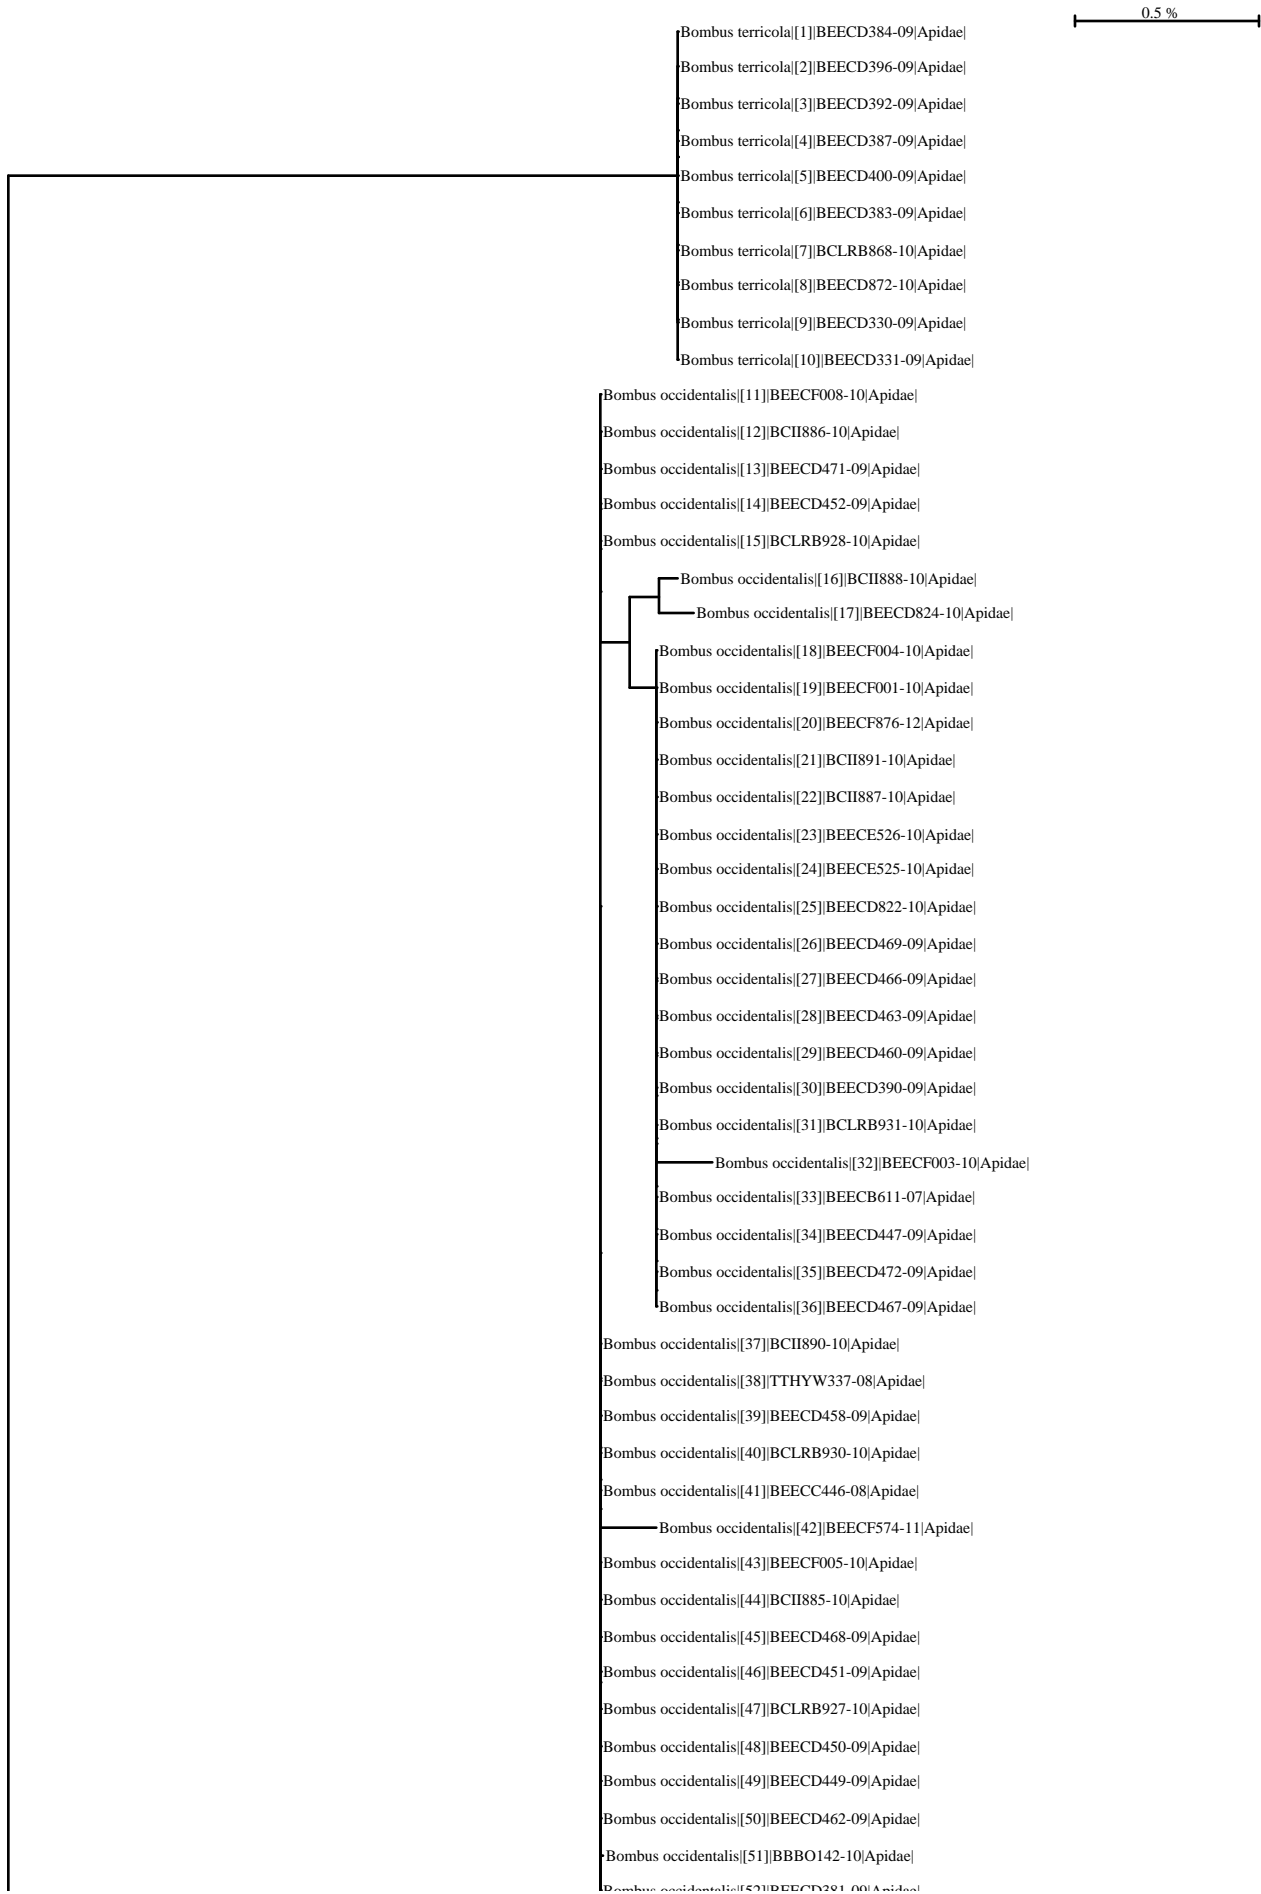 0.5 %
Bombus terricola|[1]|BEECD384-09|Apidae|
Bombus terricola|[2]|BEECD396-09|Apidae|
Bombus terricola|[3]|BEECD392-09|Apidae|
Bombus terricola|[4]|BEECD387-09|Apidae|
Bombus terricola|[5]|BEECD400-09|Apidae|
Bombus terricola|[6]|BEECD383-09|Apidae|
Bombus terricola|[7]|BCLRB868-10|Apidae|
Bombus terricola|[8]|BEECD872-10|Apidae|
Bombus terricola|[9]|BEECD330-09|Apidae|
Bombus terricola|[10]|BEECD331-09|Apidae|
Bombus occidentalis|[11]|BEECF008-10|Apidae|
Bombus occidentalis|[12]|BCII886-10|Apidae|
Bombus occidentalis|[13]|BEECD471-09|Apidae|
Bombus occidentalis|[14]|BEECD452-09|Apidae|
Bombus occidentalis|[15]|BCLRB928-10|Apidae|
Bombus occidentalis|[16]|BCII888-10|Apidae|
Bombus occidentalis|[17]|BEECD824-10|Apidae|
Bombus occidentalis|[18]|BEECF004-10|Apidae|
Bombus occidentalis|[19]|BEECF001-10|Apidae|
Bombus occidentalis|[20]|BEECF876-12|Apidae|
Bombus occidentalis|[21]|BCII891-10|Apidae|
Bombus occidentalis|[22]|BCII887-10|Apidae|
Bombus occidentalis|[23]|BEECE526-10|Apidae|
Bombus occidentalis|[24]|BEECE525-10|Apidae|
Bombus occidentalis|[25]|BEECD822-10|Apidae|
Bombus occidentalis|[26]|BEECD469-09|Apidae|
Bombus occidentalis|[27]|BEECD466-09|Apidae|
Bombus occidentalis|[28]|BEECD463-09|Apidae|
Bombus occidentalis|[29]|BEECD460-09|Apidae|
Bombus occidentalis|[30]|BEECD390-09|Apidae|
Bombus occidentalis|[31]|BCLRB931-10|Apidae|
Bombus occidentalis|[32]|BEECF003-10|Apidae|
Bombus occidentalis|[33]|BEECB611-07|Apidae|
Bombus occidentalis|[34]|BEECD447-09|Apidae|
Bombus occidentalis|[35]|BEECD472-09|Apidae|
Bombus occidentalis|[36]|BEECD467-09|Apidae|
Bombus occidentalis|[37]|BCII890-10|Apidae|
Bombus occidentalis|[38]|TTHYW337-08|Apidae|
Bombus occidentalis|[39]|BEECD458-09|Apidae|
Bombus occidentalis|[40]|BCLRB930-10|Apidae|
Bombus occidentalis|[41]|BEECC446-08|Apidae|
Bombus occidentalis|[42]|BEECF574-11|Apidae|
Bombus occidentalis|[43]|BEECF005-10|Apidae|
Bombus occidentalis|[44]|BCII885-10|Apidae|
Bombus occidentalis|[45]|BEECD468-09|Apidae|
Bombus occidentalis|[46]|BEECD451-09|Apidae|
Bombus occidentalis|[47]|BCLRB927-10|Apidae|
Bombus occidentalis|[48]|BEECD450-09|Apidae|
Bombus occidentalis|[49]|BEECD449-09|Apidae|
Bombus occidentalis|[50]|BEECD462-09|Apidae|
Bombus occidentalis|[51]|BBBO142-10|Apidae|
Bombus occidentalis|[52]|BEECD381-09|Apidae|